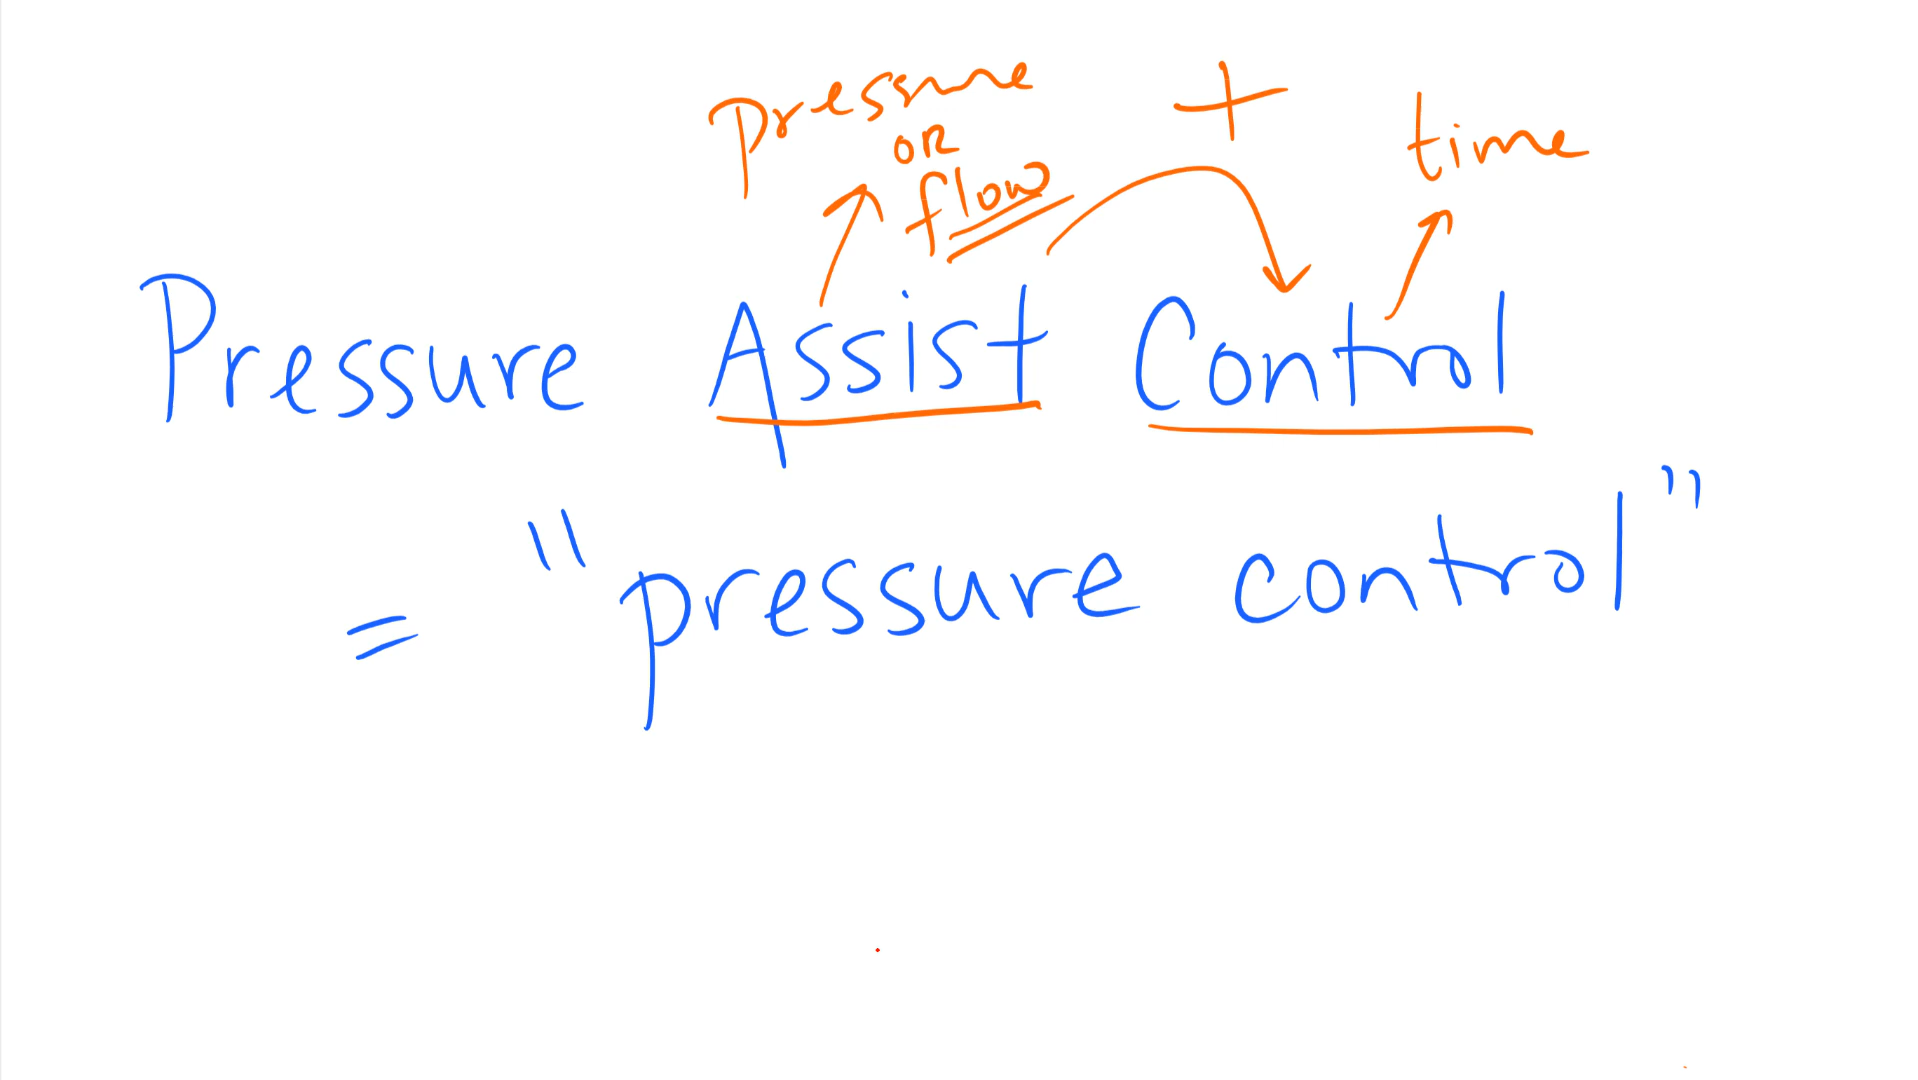 pressure + time
OR
flow
Pressure Assist Control
= "pressure control"